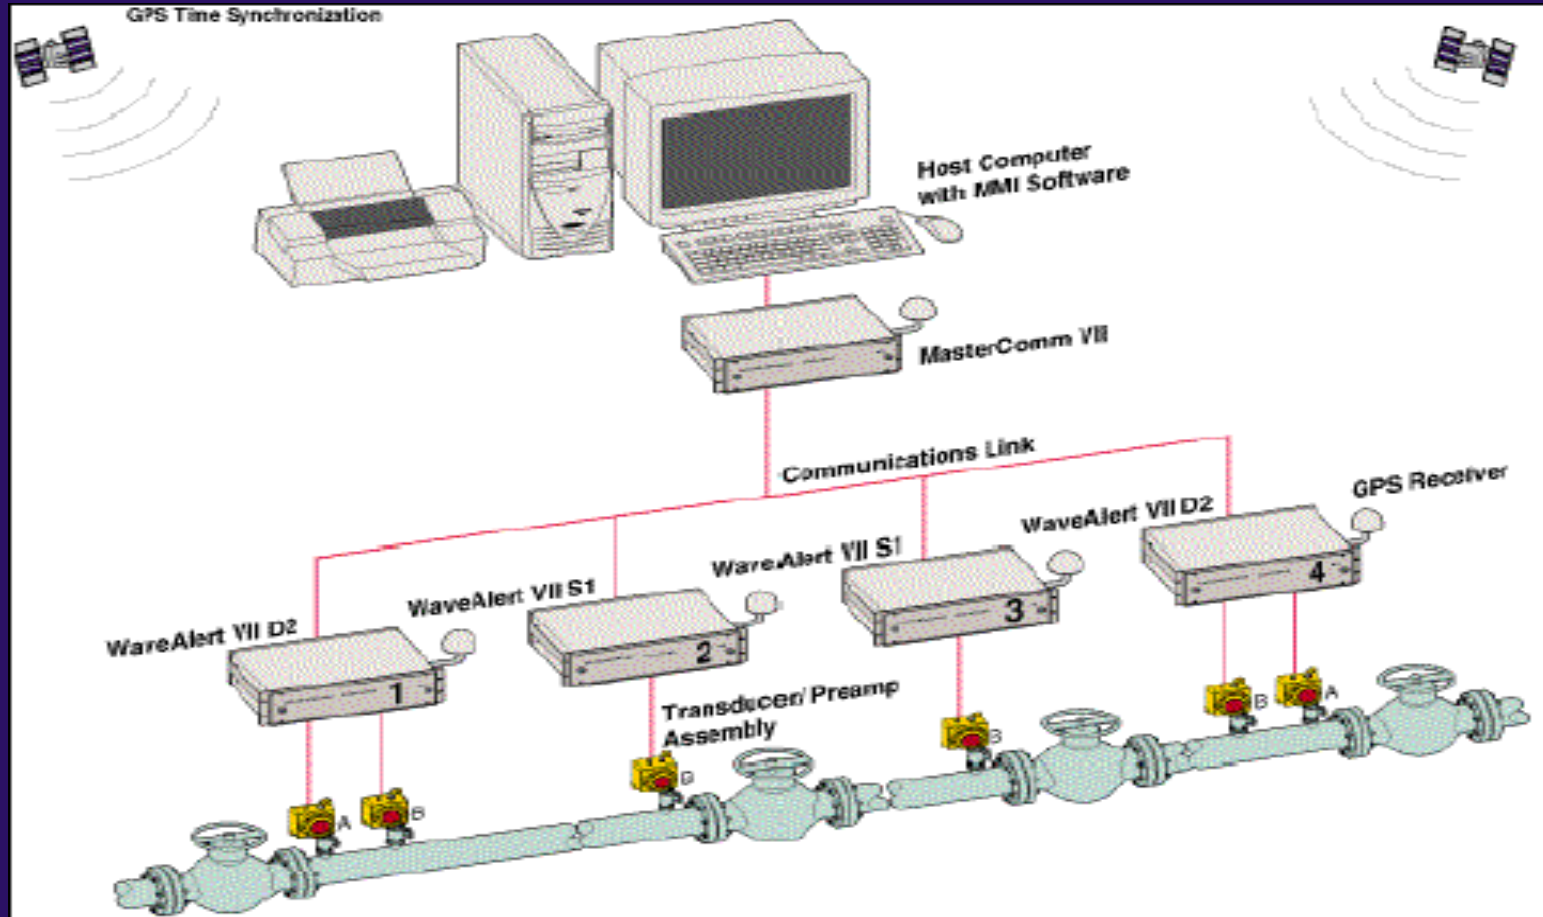 GPS Time Synchronization
Host Computer
with MMI Software
MasterComm VII
Communications Link
GPS Receiver
WaveAlert VII D2
WaveAlert VII S1
WaveAlert VII S1
WaveAlert VII D2
4
3
2
1
Transducer/Preamp
Assembly
B
A
B
B
A
B